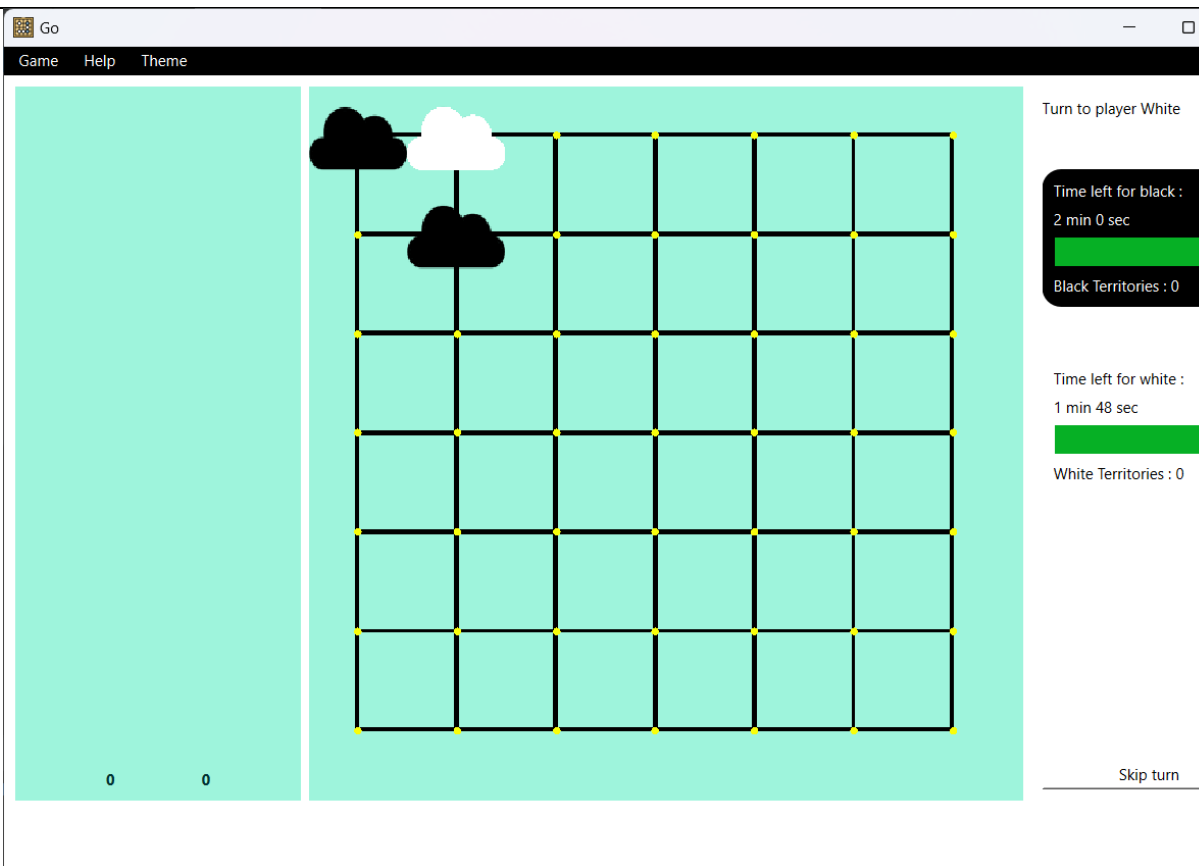 Go
Game Help Theme
Turn to player White
Time left for black :
2 min 0 sec
Black Territories : 0
Time left for white :
1 min 48 sec
White Territories : 0
Skip turn
0 0